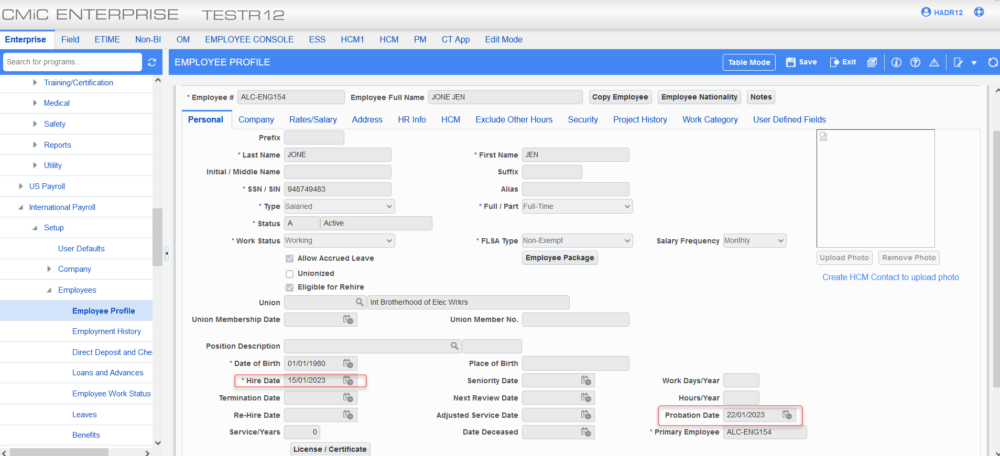 CMiC ENTERPRISE TESTR12 HADR12
Enterprise Field ETIME Non-BI OM EMPLOYEE CONSOLE ESS HCM1 HCM PM CT App Edit Mode
Search for programs... EMPLOYEE PROFILE Table Mode Save Exit
Training/Certification
Medical
Safety
Reports
Utility
US Payroll
International Payroll
Setup
User Defaults
Company
Employees
Employee Profile
Employment History
Direct Deposit and Che
Loans and Advances
Employee Work Status
Leaves
Benefits
* Employee # ALC-ENG154 Employee Full Name JONE JEN Copy Employee Employee Nationality Notes
Personal Company Rates/Salary Address HR Info HCM Exclude Other Hours Security Project History Work Category User Defined Fields
Prefix
* Last Name JONE * First Name JEN
Initial / Middle Name Suffix
* SSN / SIN 948749483 Alias
* Type Salaried * Full / Part Full-Time
* Status A Active
* Work Status Working * FLSA Type Non-Exempt Salary Frequency Monthly
Allow Accrued Leave Employee Package Upload Photo Remove Photo
Unionized Create HCM Contact to upload photo
Eligible for Rehire
Union Int Brotherhood of Elec Wrkrs
Union Membership Date Union Member No.
Position Description
* Date of Birth 01/01/1980 Place of Birth
* Hire Date 15/01/2023 Seniority Date Work Days/Year
Termination Date Next Review Date Hours/Year
Re-Hire Date Adjusted Service Date Probation Date 22/01/2023
Service/Years 0 Date Deceased * Primary Employee ALC-ENG154
License / Certificate